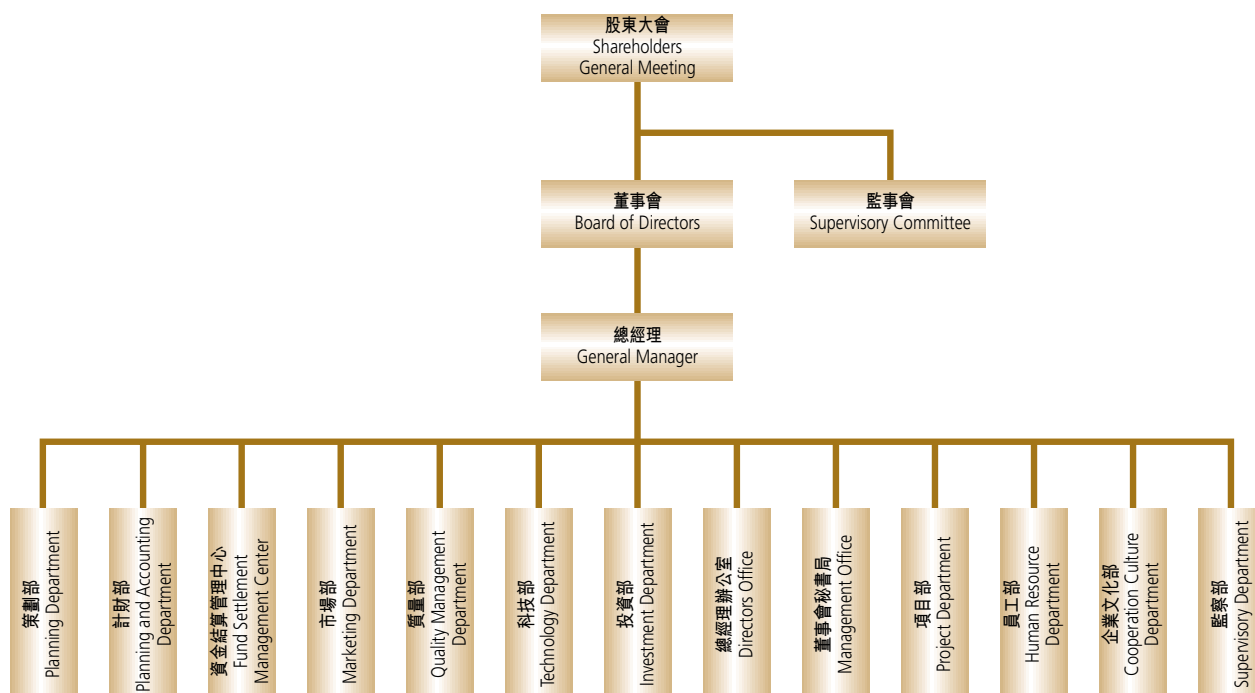 股東大會
Shareholders
General Meeting
董事會
Board of Directors
監事會
Supervisory Committee
總經理
General Manager
策劃部
Planning Department
計財部
Planning and Accounting
Department
資金結算管理中心
Fund Settlement
Management Center
市場部
Marketing Department
質量部
Quality Management
Department
科技部
Technology Department
投資部
Investment Department
總經理辦公室
Directors Office
董事會秘書局
Management Office
項目部
Project Department
員工部
Human Resource
Department
企業文化部
Cooperation Culture
Department
監察部
Supervisory Department